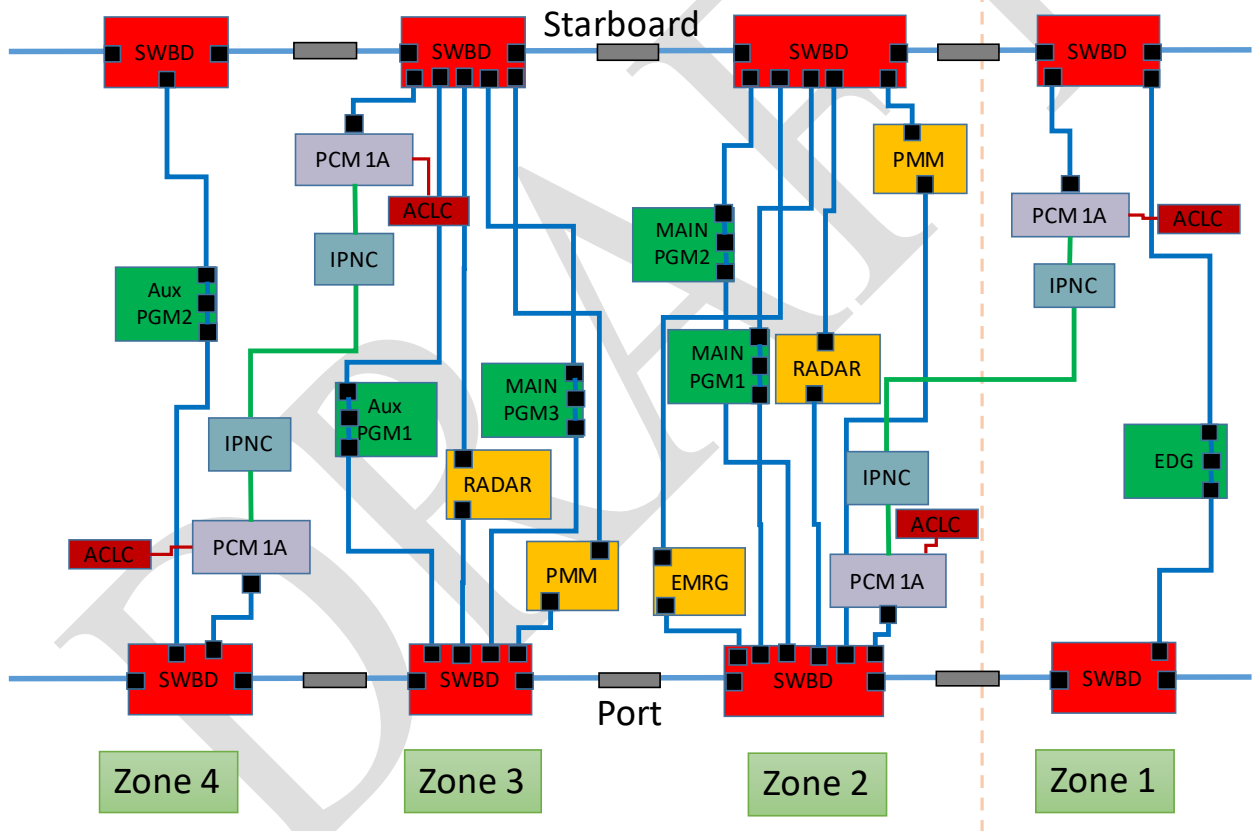 Starboard
SWBD
SWBD
SWBD
SWBD
PCM 1A
PMM
ACLC
PCM 1A
ACLC
IPNC
MAIN
PGM2
IPNC
Aux
PGM2
MAIN
PGM1
RADAR
Aux
PGM1
MAIN
PGM3
IPNC
RADAR
IPNC
EDG
ACLC
PCM 1A
ACLC
PMM
EMRG
PCM 1A
SWBD
SWBD
SWBD
SWBD
Port
Zone 4
Zone 3
Zone 2
Zone 1
DRAFT